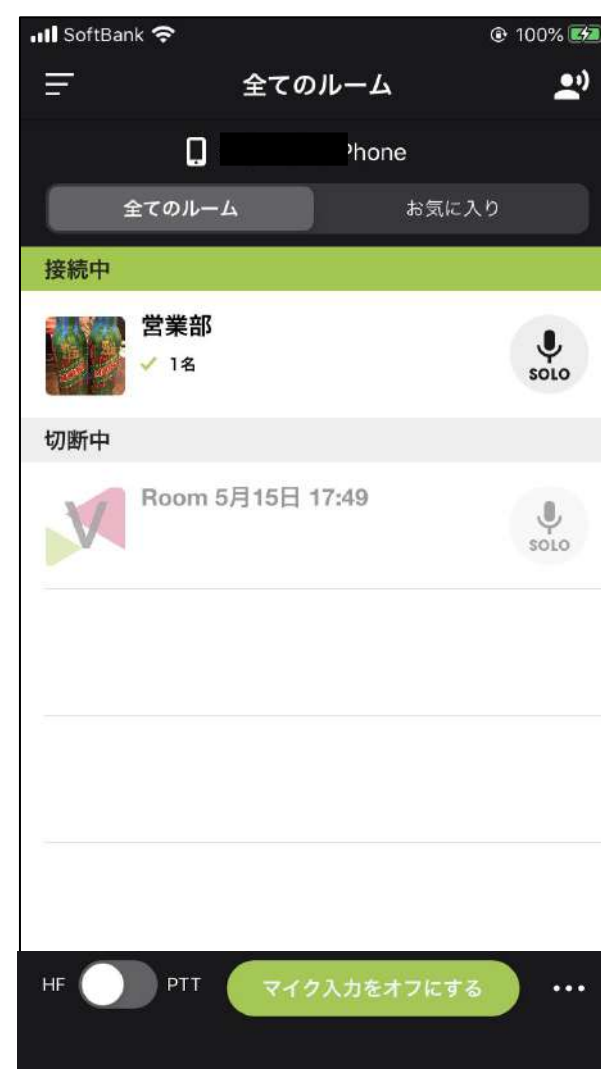 SoftBank 100%
全てのルーム
Phone
全てのルーム お気に入り
接続中
営業部
1名
SOLO
切断中
V
Room 5月15日 17:49
SOLO
HF PTT マイク入力をオフにする